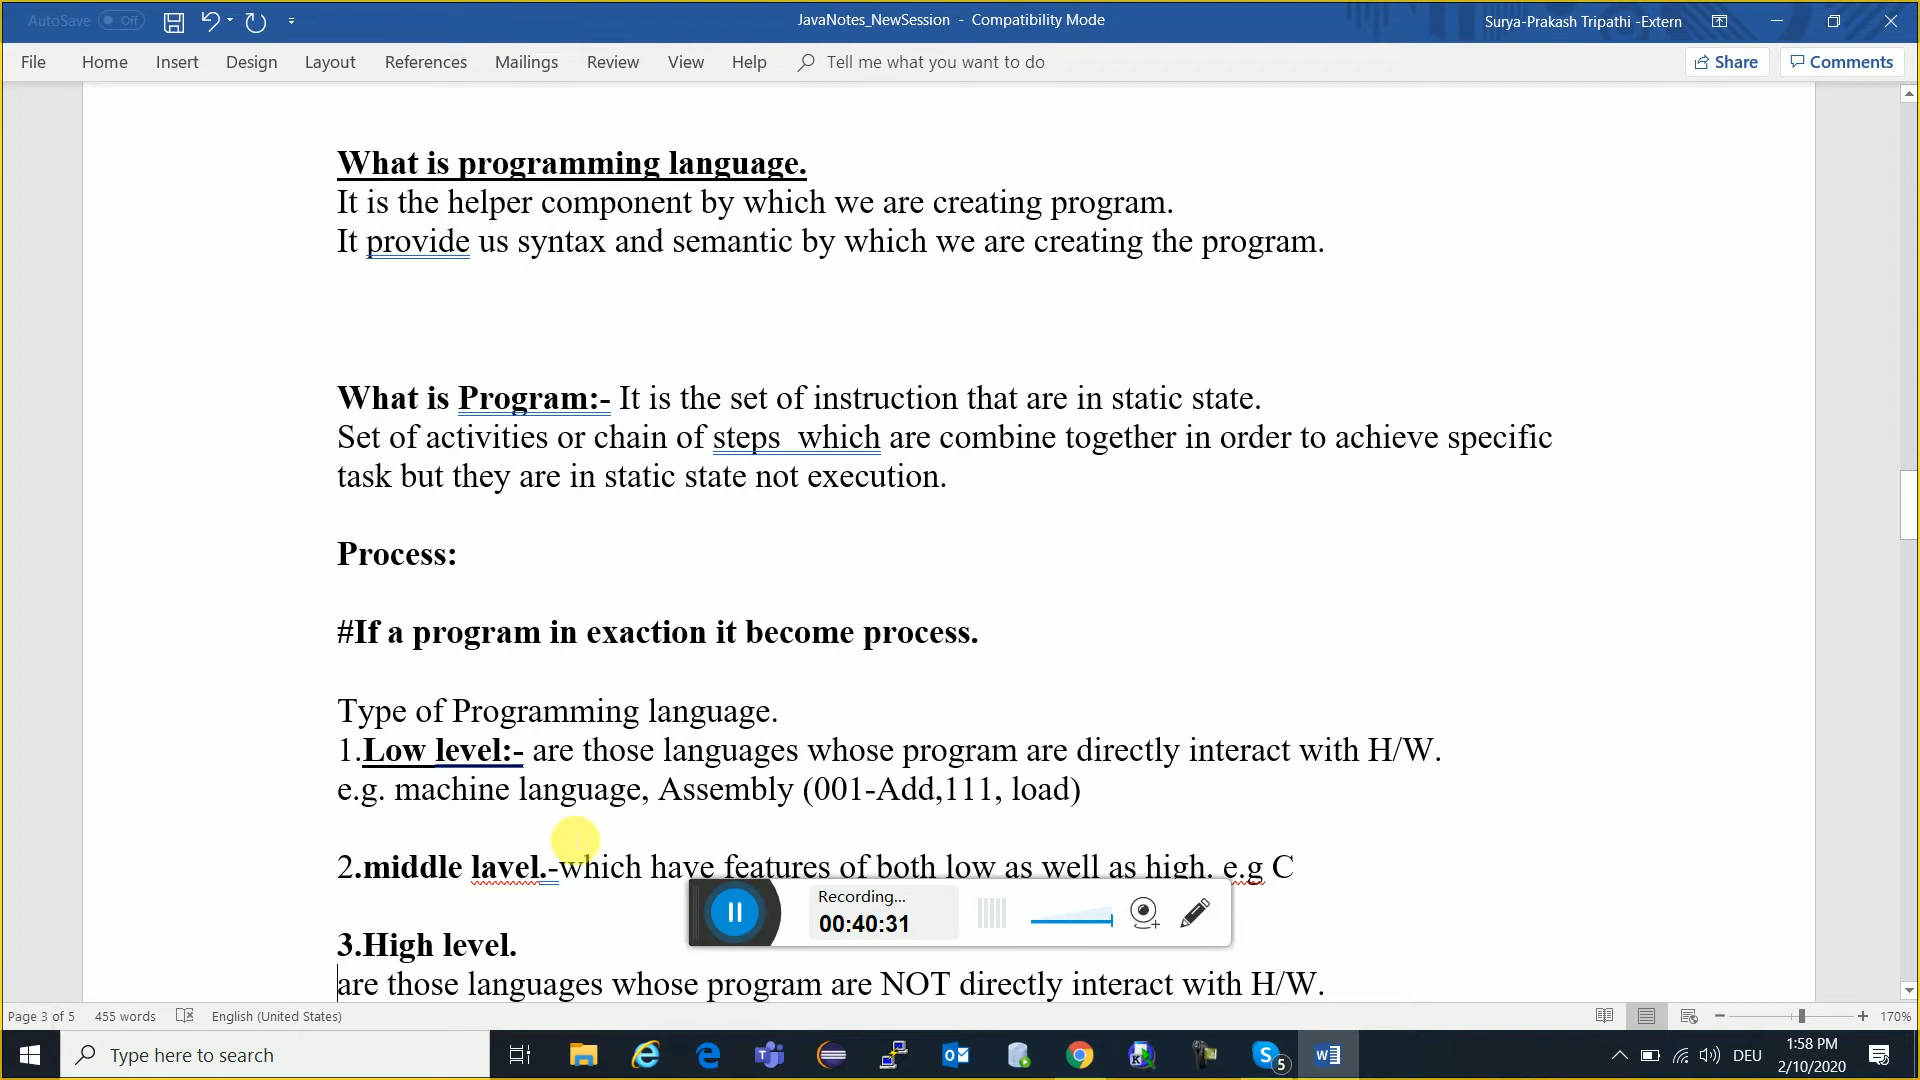 AutoSave Off JavaNotes_NewSession - Compatibility Mode Surya-Prakash Tripathi -Extern
File Home Insert Design Layout References Mailings Review View Help Tell me what you want to do Share Comments
What is programming language.
It is the helper component by which we are creating program.
It provide us syntax and semantic by which we are creating the program.
What is Program:- It is the set of instruction that are in static state.
Set of activities or chain of steps which are combine together in order to achieve specific
task but they are in static state not execution.
Process:
#If a program in exaction it become process.
Type of Programming language.
1.Low level:- are those languages whose program are directly interact with H/W.
e.g. machine language, Assembly (001-Add,111, load)
2.middle lavel.-which have features of both low as well as high. e.g C
Recording...
00:40:31
3.High level.
are those languages whose program are NOT directly interact with H/W.
Page 3 of 5 455 words English (United States) 170%
Type here to search
5
DEU
1:58 PM
2/10/2020